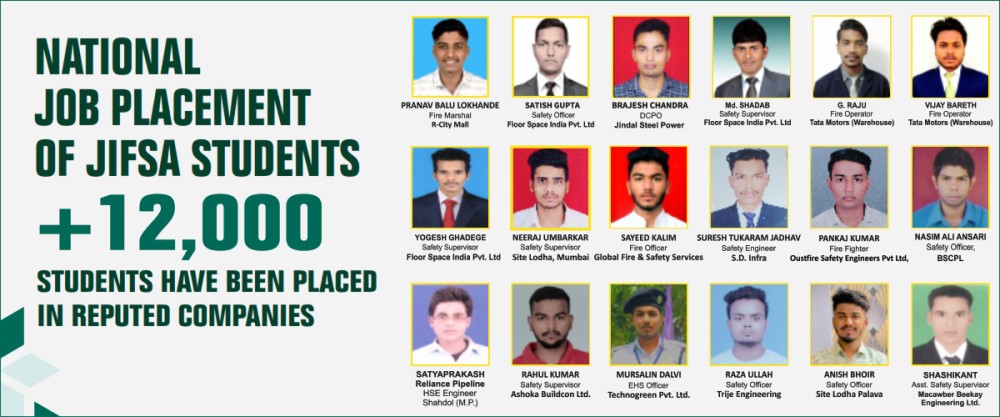 NATIONAL
JOB PLACEMENT
OF JIFSA STUDENTS
+12,000
STUDENTS HAVE BEEN PLACED
IN REPUTED COMPANIES
PRANAV BALU LOKHANDE
Fire Marshal
R-City Mall
SATISH GUPTA
Safety Officer
Floor Space India Pvt. Ltd
BRAJESH CHANDRA
DCPO
Jindal Steel Power
Md. SHADAB
Safety Supervisor
Floor Space India Pvt. Ltd
G. RAJU
Fire Operator
Tata Motors (Warehouse)
VIJAY BARETH
Fire Operator
Tata Motors (Warehouse)
YOGESH GHADEGE
Safety Supervisor
Floor Space India Pvt. Ltd
NEERAJ UMBARKAR
Safety Supervisor
Site Lodha, Mumbai
SAYEED KALIM
Fire Officer
Global Fire & Safety Services
SURESH TUKARAM JADHAV
Safety Engineer
S.D. Infra
PANKAJ KUMAR
Fire Fighter
Oustfire Safety Engineers Pvt Ltd,
NASIM ALI ANSARI
Safety Officer,
BSCPL
SATYAPRAKASH
Reliance Pipeline
HSE Engineer
Shahdol (M.P.)
RAHUL KUMAR
Safety Supervisor
Ashoka Buildcon Ltd.
MURSALIN DALVI
EHS Officer
Technogreen Pvt. Ltd.
RAZA ULLAH
Safety Officer
Trije Engineering
ANISH BHOIR
Safety Officer
Site Lodha Palava
SHASHIKANT
Asst. Safety Supervisor
Macawber Beekay
Engineering Ltd.